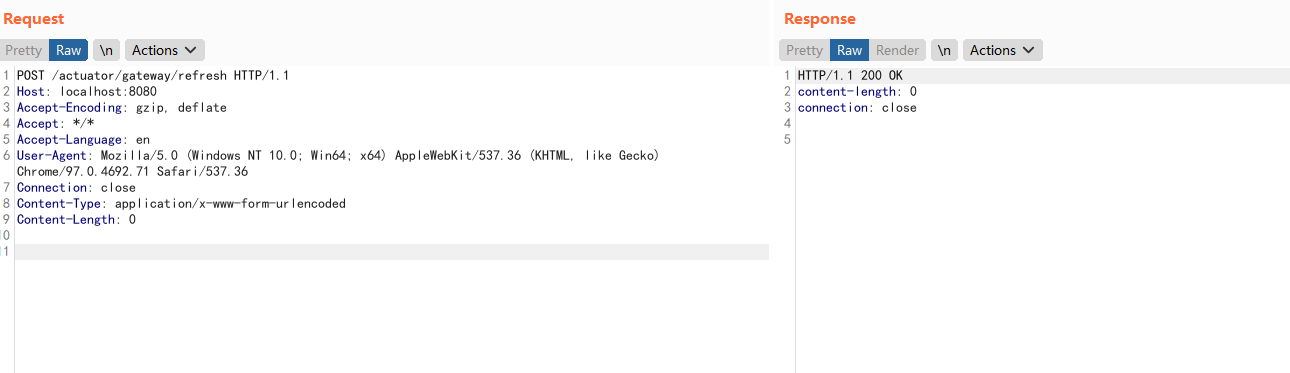 Request
Pretty Raw \n Actions
1 POST /actuator/gateway/refresh HTTP/1.1
2 Host: localhost:8080
3 Accept-Encoding: gzip, deflate
4 Accept: */*
5 Accept-Language: en
6 User-Agent: Mozilla/5.0 (Windows NT 10.0; Win64; x64) AppleWebKit/537.36 (KHTML, like Gecko)
Chrome/97.0.4692.71 Safari/537.36
7 Connection: close
8 Content-Type: application/x-www-form-urlencoded
9 Content-Length: 0
10
11
Response
Pretty Raw Render \n Actions
1 HTTP/1.1 200 OK
2 content-length: 0
3 connection: close
4
5